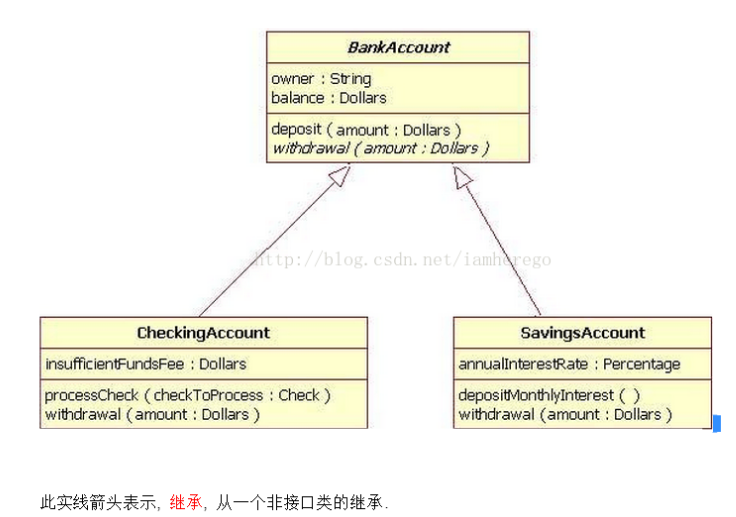 BankAccount
owner : String
balance : Dollars
deposit ( amount : Dollars )
withdrawal ( amount : Dollars )
http://blog.csdn.net/iamherego
CheckingAccount
insufficientFundsFee : Dollars
processCheck ( checkToProcess : Check )
withdrawal ( amount : Dollars )
SavingsAccount
annualInterestRate : Percentage
depositMonthlyInterest ( )
withdrawal ( amount : Dollars )
此实线箭头表示, 继承, 从一个非接口类的继承.